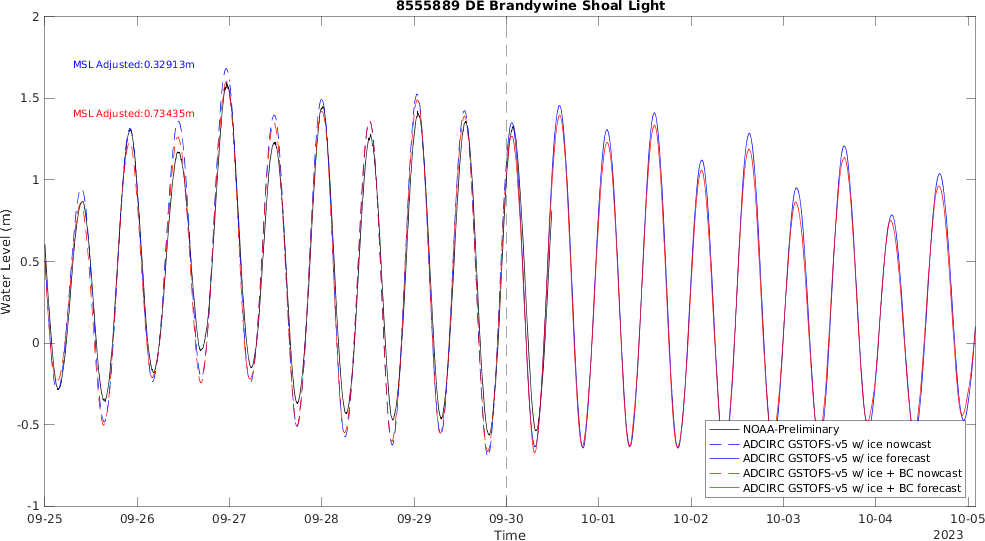 8555889 DE Brandywine Shoal Light
MSL Adjusted:0.32913m
MSL Adjusted:0.73435m
Water Level (m)
2
1.5
1
0.5
0
-0.5
-1
NOAA-Preliminary
ADCIRC GSTOFS-v5 w/ ice nowcast
ADCIRC GSTOFS-v5 w/ ice forecast
ADCIRC GSTOFS-v5 w/ ice + BC nowcast
ADCIRC GSTOFS-v5 w/ ice + BC forecast
09-25 09-26 09-27 09-28 09-29 09-30 10-01 10-02 10-03 10-04 10-05
Time
2023